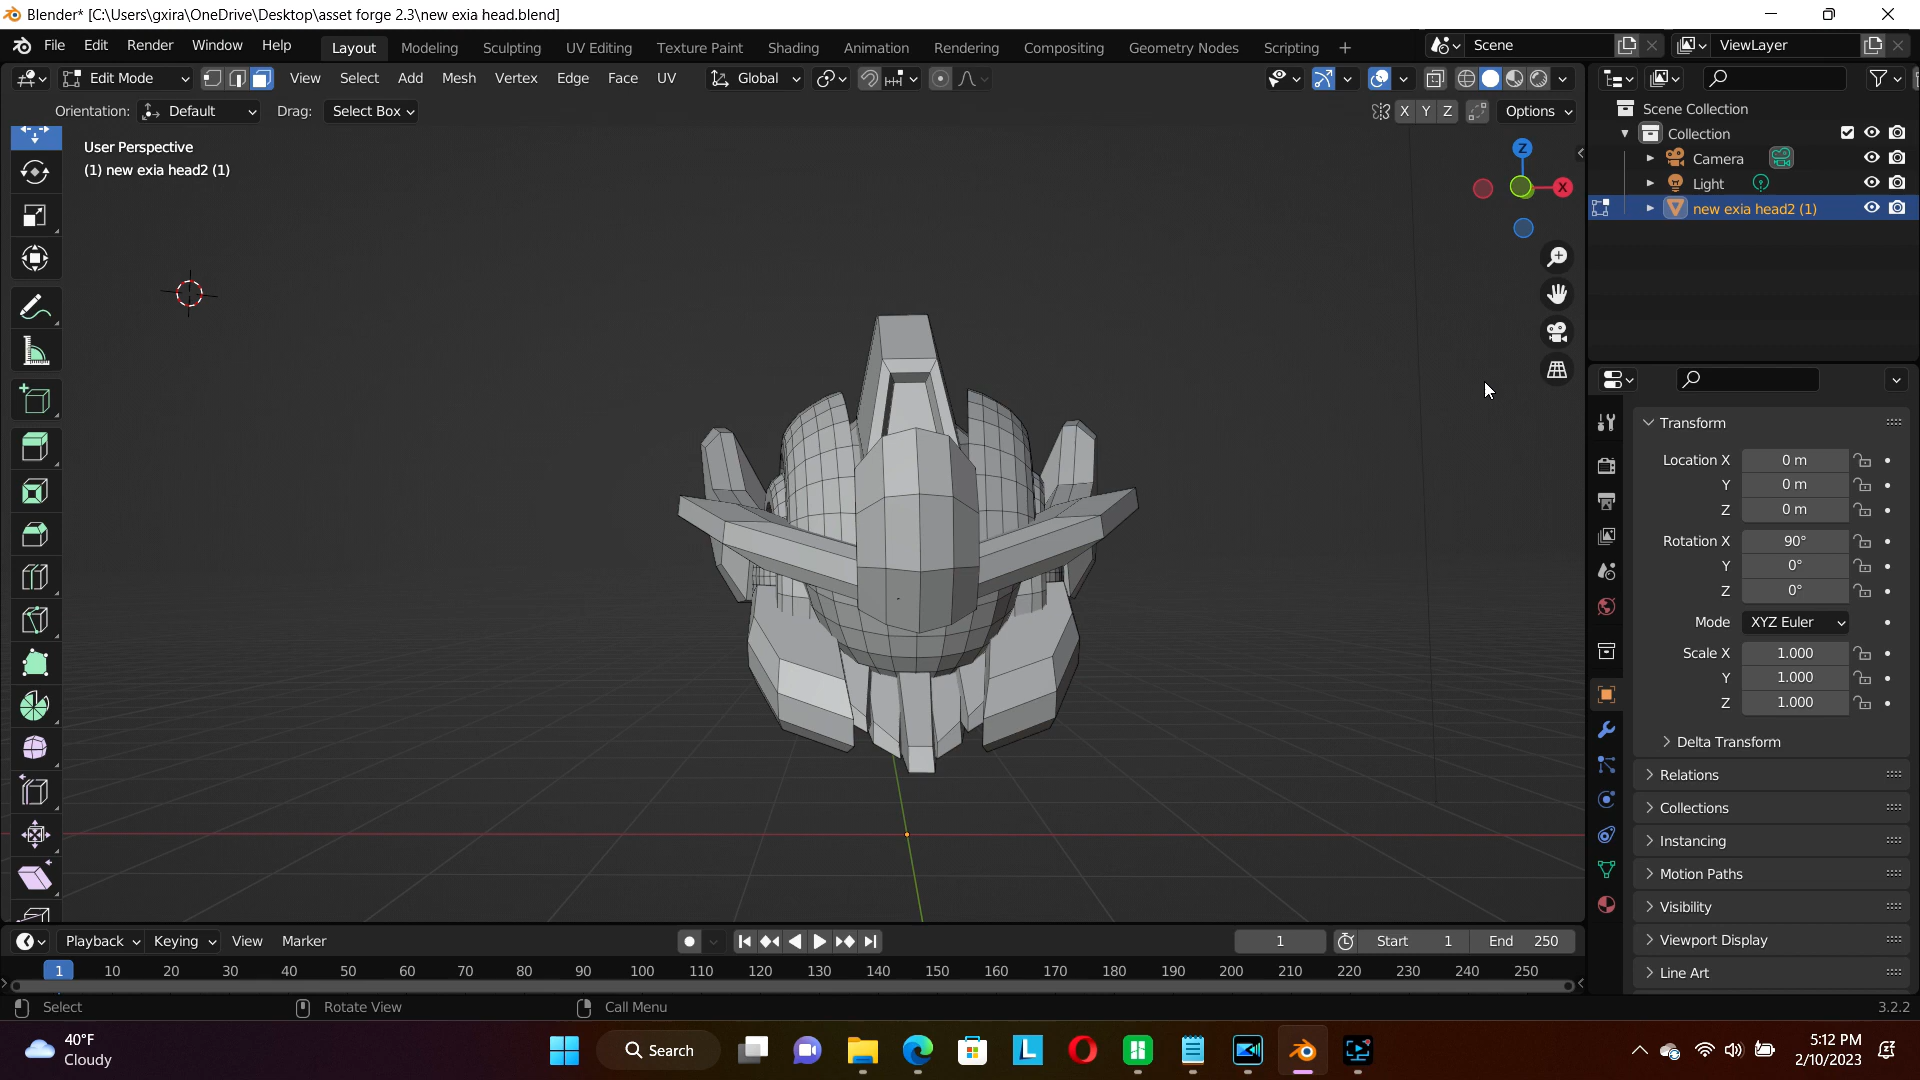 Blender* [C:\Users\gxira\OneDrive\Desktop\asset forge 2.3\new exia head.blend]
File Edit Render Window Help Layout Modeling Sculpting UV Editing Texture Paint Shading Animation Rendering Compositing Geometry Nodes Scripting + Scene ViewLayer
Edit Mode View Select Add Mesh Vertex Edge Face UV Global
Orientation: Default Drag: Select Box X Y Z Options
User Perspective
(1) new exia head2 (1)
Z
X
Scene Collection
Collection
Camera
Light
new exia head2 (1)
Transform
Location X 0 m
Y 0 m
Z 0 m
Rotation X 90°
Y 0°
Z 0°
Mode XYZ Euler
Scale X 1.000
Y 1.000
Z 1.000
Delta Transform
Relations
Collections
Instancing
Motion Paths
Visibility
Viewport Display
Line Art
Playback Keying View Marker 1 Start 1 End 250
1 10 20 30 40 50 60 70 80 90 100 110 120 130 140 150 160 170 180 190 200 210 220 230 240 250
Select Rotate View Call Menu 3.2.2
40°F
Cloudy
Search
L
5:12 PM
2/10/2023